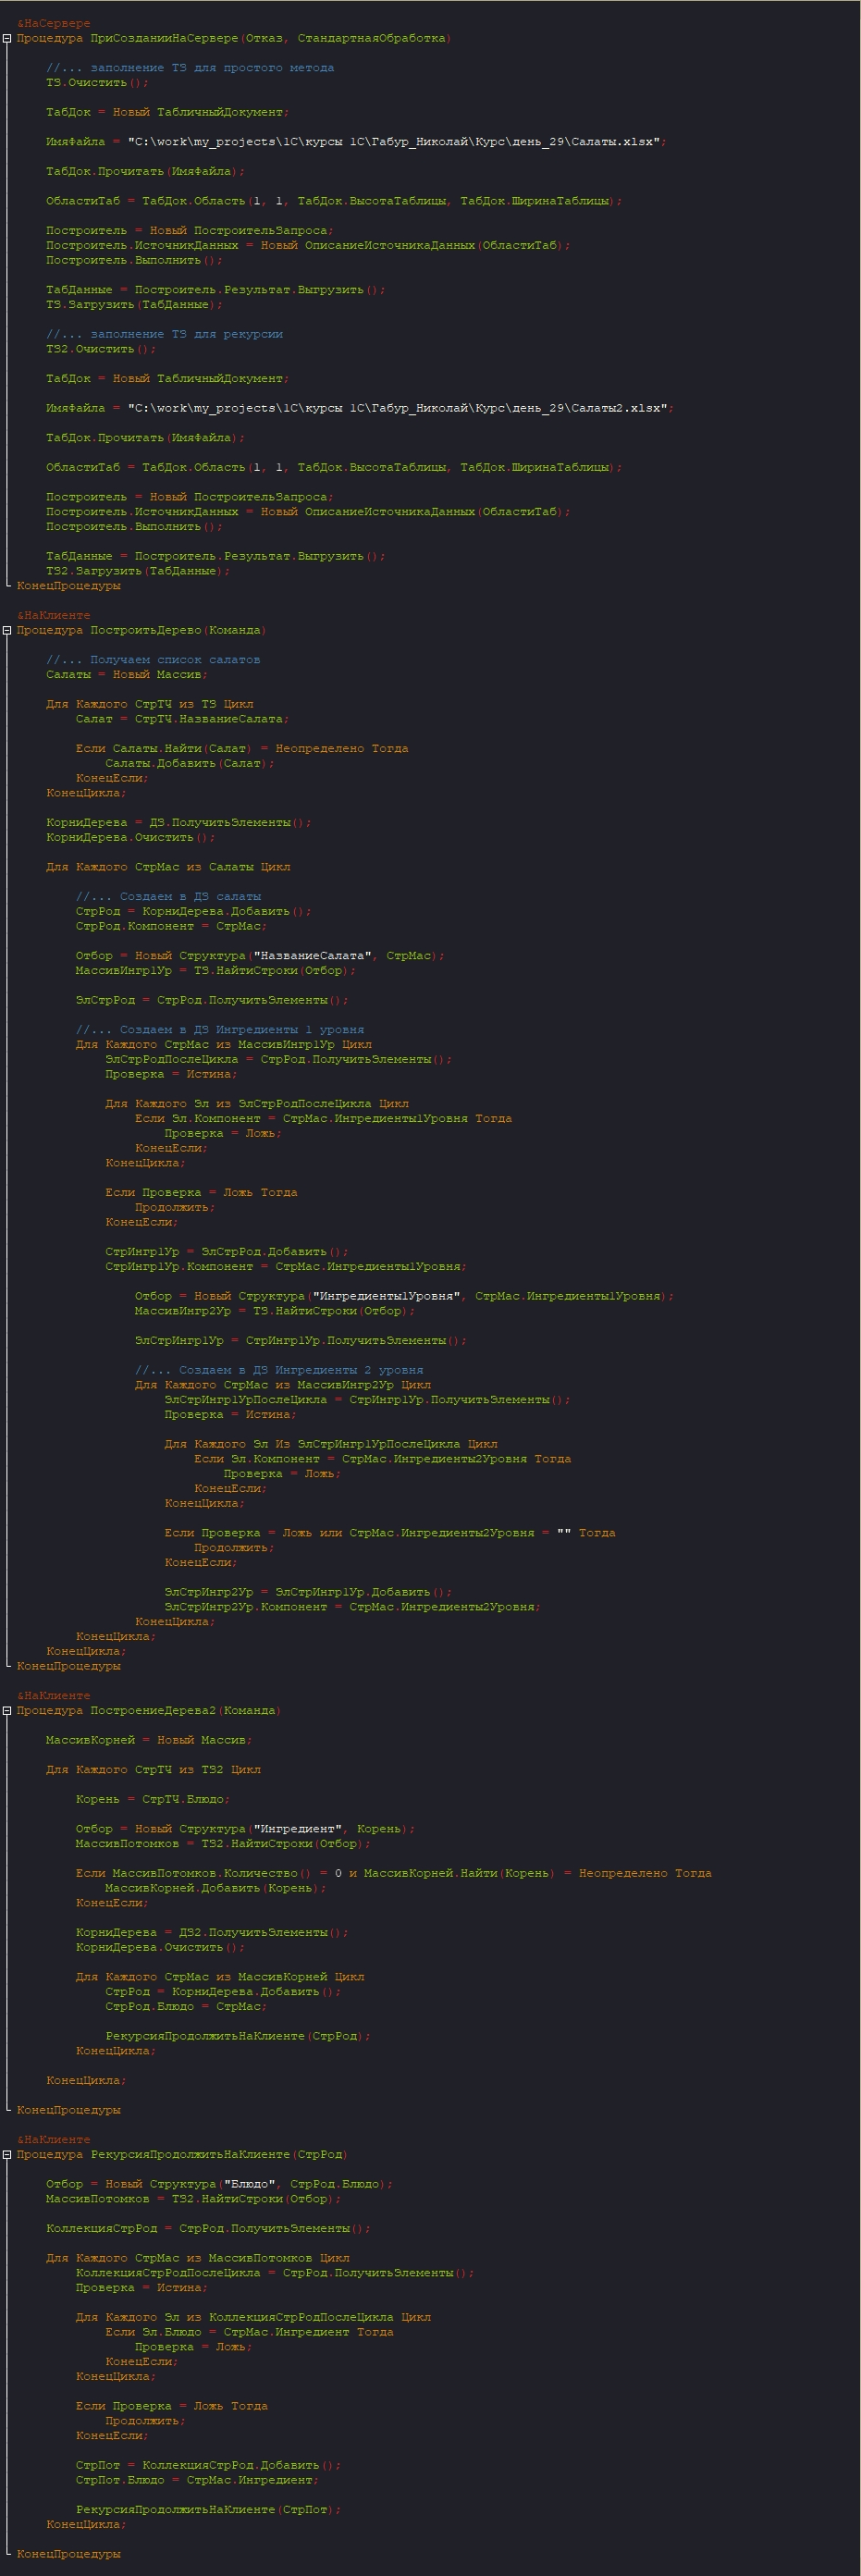 &НаСервере
Процедура ПриСозданииНаСервере(Отказ, СтандартнаяОбработка)
//... заполнение ТЗ для простого метода
ТЗ.Очистить();
ТабДок = Новый ТабличныйДокумент;
ИмяФайла = "C:\work\my_projects\1С\курсы 1С\Габур_Николай\Курс\день_29\Салаты.xlsx";
ТабДок.Прочитать(ИмяФайла);
ОбластиТаб = ТабДок.Область(1, 1, ТабДок.ВысотаТаблицы, ТабДок.ШиринаТаблицы);
Построитель = Новый ПостроительЗапроса;
Построитель.ИсточникДанных = Новый ОписаниеИсточникаДанных(ОбластиТаб);
Построитель.Выполнить();
ТабДанные = Построитель.Результат.Выгрузить();
ТЗ.Загрузить(ТабДанные);
//... заполнение ТЗ для рекурсии
ТЗ2.Очистить();
ТабДок = Новый ТабличныйДокумент;
ИмяФайла = "C:\work\my_projects\1С\курсы 1С\Габур_Николай\Курс\день_29\Салаты2.xlsx";
ТабДок.Прочитать(ИмяФайла);
ОбластиТаб = ТабДок.Область(1, 1, ТабДок.ВысотаТаблицы, ТабДок.ШиринаТаблицы);
Построитель = Новый ПостроительЗапроса;
Построитель.ИсточникДанных = Новый ОписаниеИсточникаДанных(ОбластиТаб);
Построитель.Выполнить();
ТабДанные = Построитель.Результат.Выгрузить();
ТЗ2.Загрузить(ТабДанные);
КонецПроцедуры
&НаКлиенте
Процедура ПостроитьДерево(Команда)
//... Получаем список салатов
Салаты = Новый Массив;
Для Каждого СтрТЧ из ТЗ Цикл
Салат = СтрТЧ.НазваниеСалата;
Если Салаты.Найти(Салат) = Неопределено Тогда
Салаты.Добавить(Салат);
КонецЕсли;
КонецЦикла;
КорниДерева = ДЗ.ПолучитьЭлементы();
КорниДерева.Очистить();
Для Каждого СтрМас из Салаты Цикл
//... Создаем в ДЗ салаты
СтрРод = КорниДерева.Добавить();
СтрРод.Компонент = СтрМас;
Отбор = Новый Структура("НазваниеСалата", СтрМас);
МассивИнгр1Ур = ТЗ.НайтиСтроки(Отбор);
ЭлСтрРод = СтрРод.ПолучитьЭлементы();
//... Создаем в ДЗ Ингредиенты 1 уровня
Для Каждого СтрМас из МассивИнгр1Ур Цикл
ЭлСтрРодПослеЦикла = СтрРод.ПолучитьЭлементы();
Проверка = Истина;
Для Каждого Эл из ЭлСтрРодПослеЦикла Цикл
Если Эл.Компонент = СтрМас.Ингредиенты1Уровня Тогда
Проверка = Ложь;
КонецЕсли;
КонецЦикла;
Если Проверка = Ложь Тогда
Продолжить;
КонецЕсли;
СтрИнгр1Ур = ЭлСтрРод.Добавить();
СтрИнгр1Ур.Компонент = СтрМас.Ингредиенты1Уровня;
Отбор = Новый Структура("Ингредиенты1Уровня", СтрМас.Ингредиенты1Уровня);
МассивИнгр2Ур = ТЗ.НайтиСтроки(Отбор);
ЭлСтрИнгр1Ур = СтрИнгр1Ур.ПолучитьЭлементы();
//... Создаем в ДЗ Ингредиенты 2 уровня
Для Каждого СтрМас из МассивИнгр2Ур Цикл
ЭлСтрИнгр1УрПослеЦикла = СтрИнгр1Ур.ПолучитьЭлементы();
Проверка = Истина;
Для Каждого Эл Из ЭлСтрИнгр1УрПослеЦикла Цикл
Если Эл.Компонент = СтрМас.Ингредиенты2Уровня Тогда
Проверка = Ложь;
КонецЕсли;
КонецЦикла;
Если Проверка = Ложь или СтрМас.Ингредиенты2Уровня = "" Тогда
Продолжить;
КонецЕсли;
ЭлСтрИнгр2Ур = ЭлСтрИнгр1Ур.Добавить();
ЭлСтрИнгр2Ур.Компонент = СтрМас.Ингредиенты2Уровня;
КонецЦикла;
КонецЦикла;
КонецЦикла;
КонецПроцедуры
&НаКлиенте
Процедура ПостроениеДерева2(Команда)
МассивКорней = Новый Массив;
Для Каждого СтрТЧ из ТЗ2 Цикл
Корень = СтрТЧ.Блюдо;
Отбор = Новый Структура("Ингредиент", Корень);
МассивПотомков = ТЗ2.НайтиСтроки(Отбор);
Если МассивПотомков.Количество() = 0 и МассивКорней.Найти(Корень) = Неопределено Тогда
МассивКорней.Добавить(Корень);
КонецЕсли;
КорниДерева = ДЗ2.ПолучитьЭлементы();
КорниДерева.Очистить();
Для Каждого СтрМас из МассивКорней Цикл
СтрРод = КорниДерева.Добавить();
СтрРод.Блюдо = СтрМас;
РекурсияПродолжитьНаКлиенте(СтрРод);
КонецЦикла;
КонецЦикла;
КонецПроцедуры
&НаКлиенте
Процедура РекурсияПродолжитьНаКлиенте(СтрРод)
Отбор = Новый Структура("Блюдо", СтрРод.Блюдо);
МассивПотомков = ТЗ2.НайтиСтроки(Отбор);
КоллекцияСтрРод = СтрРод.ПолучитьЭлементы();
Для Каждого СтрМас из МассивПотомков Цикл
КоллекцияСтрРодПослеЦикла = СтрРод.ПолучитьЭлементы();
Проверка = Истина;
Для Каждого Эл из КоллекцияСтрРодПослеЦикла Цикл
Если Эл.Блюдо = СтрМас.Ингредиент Тогда
Проверка = Ложь;
КонецЕсли;
КонецЦикла;
Если Проверка = Ложь Тогда
Продолжить;
КонецЕсли;
СтрПот = КоллекцияСтрРод.Добавить();
СтрПот.Блюдо = СтрМас.Ингредиент;
РекурсияПродолжитьНаКлиенте(СтрПот);
КонецЦикла;
КонецПроцедуры